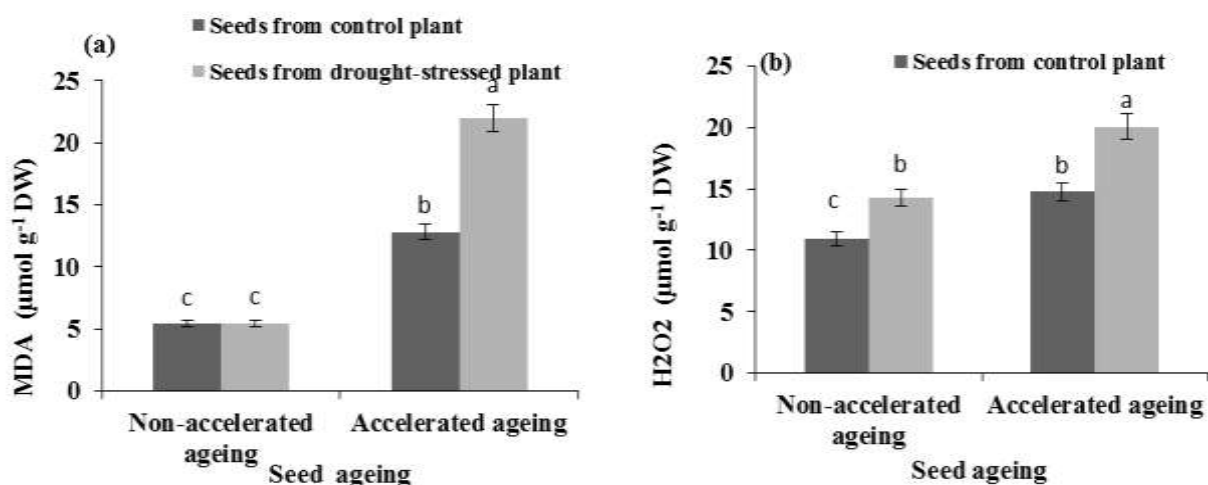 (a)
Seeds from control plant
Seeds from drought-stressed plant
MDA (µmol g⁻¹ DW)
25
20
15
10
5
0
c
c
b
a
Non-accelerated ageing
Accelerated ageing
Seed ageing
(b)
Seeds from control plant
H2O2 (µmol g⁻¹ DW)
25
20
15
10
5
0
c
b
b
a
Non-accelerated
ageing
Accelerated ageing
Seed ageing